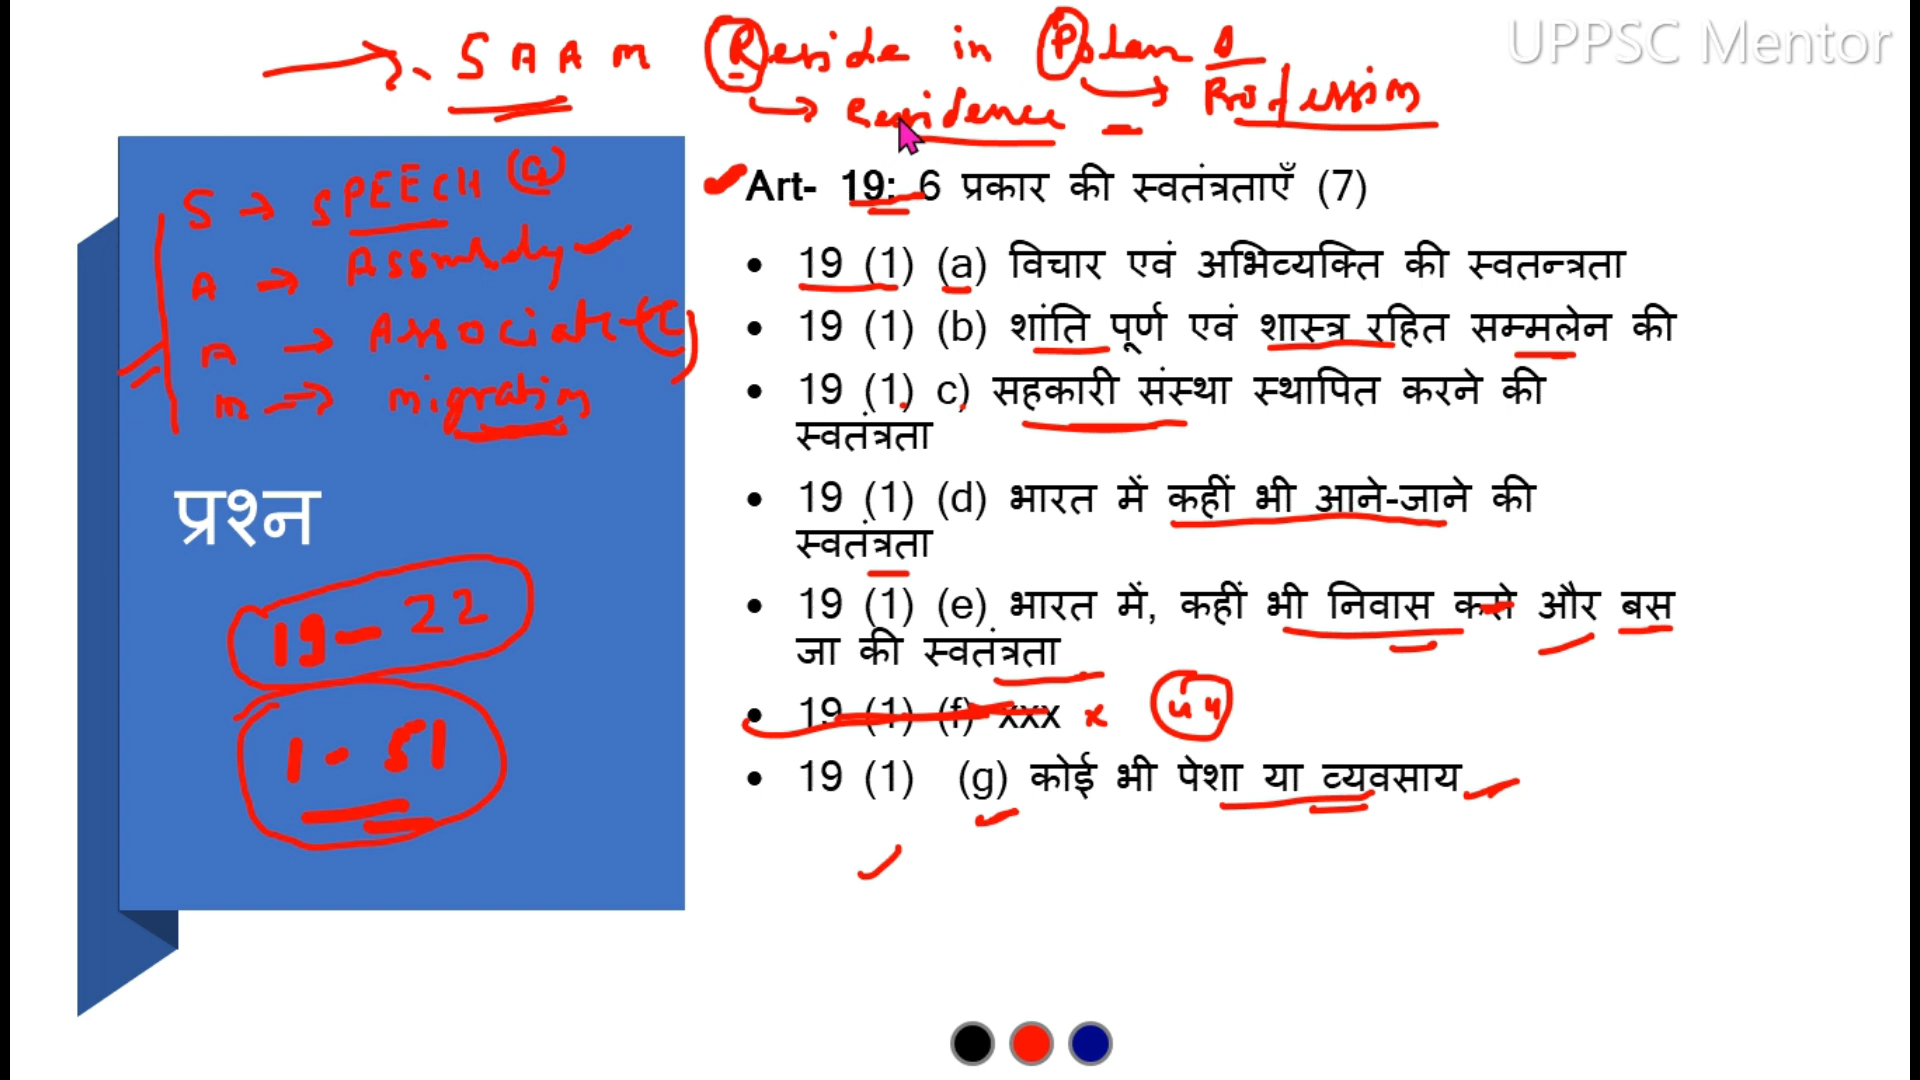 UPPSC Mentor
S A A M Reside in Poland
Residence Profession
S → SPEECH (a)
A → Assembly
A → Associate (c)
M → migration
प्रश्न
19 - 22
1 - 51
Art- 19: 6 प्रकार की स्वतंत्रताएँ (7)
• 19 (1) (a) विचार एवं अभिव्यक्ति की स्वतन्त्रता
• 19 (1) (b) शांति पूर्ण एवं शास्त्र रहित सम्मलेन की
• 19 (1) c) सहकारी संस्था स्थापित करने की
स्वतंत्रता
• 19 (1) (d) भारत में कहीं भी आने-जाने की
स्वतंत्रता
• 19 (1) (e) भारत में, कहीं भी निवास करो और बस
जा की स्वतंत्रता
• 19 (1) (f) xxx x
• 19 (1) (g) कोई भी पेशा या व्यवसाय